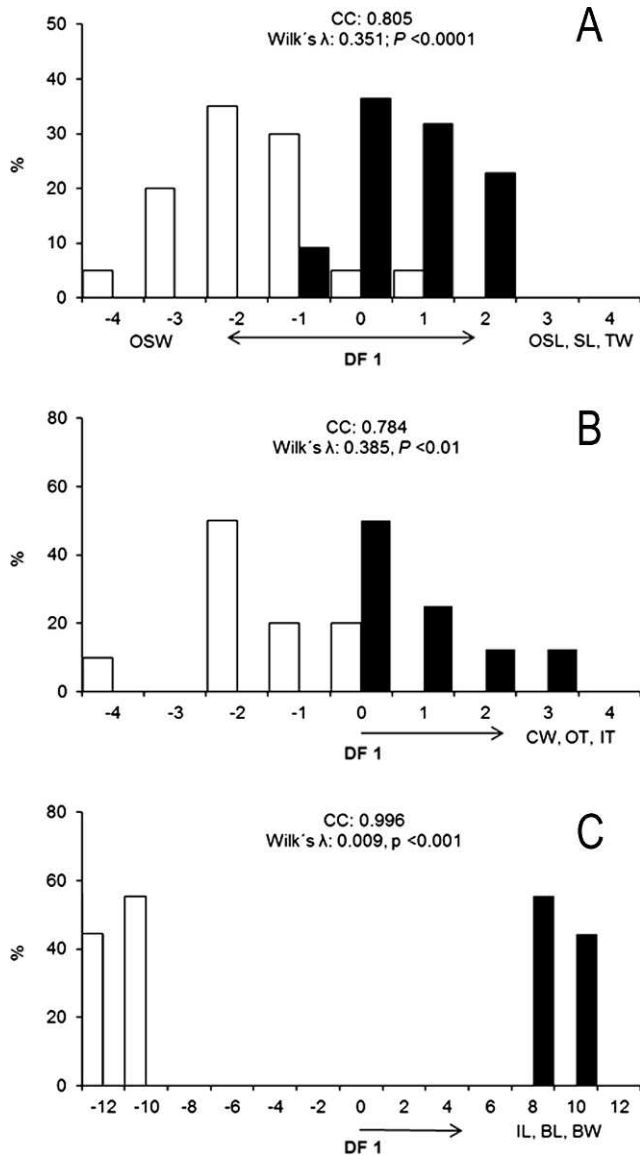 A
CC: 0.805
Wilk´s λ: 0.351; P <0.0001
50
40
30
20
10
0
%
-4 -3 -2 -1 0 1 2 3 4
OSW OSL, SL, TW
DF 1
B
CC: 0.784
Wilk´s λ: 0.385, P <0.01
80
60
40
20
0
%
-4 -3 -2 -1 0 1 2 3 4
CW, OT, IT
DF 1
C
CC: 0.996
Wilk´s λ: 0.009, p <0.001
80
60
40
20
0
%
-12 -10 -8 -6 -4 0 2 4 6 8 10 12
IL, BL, BW
DF 1